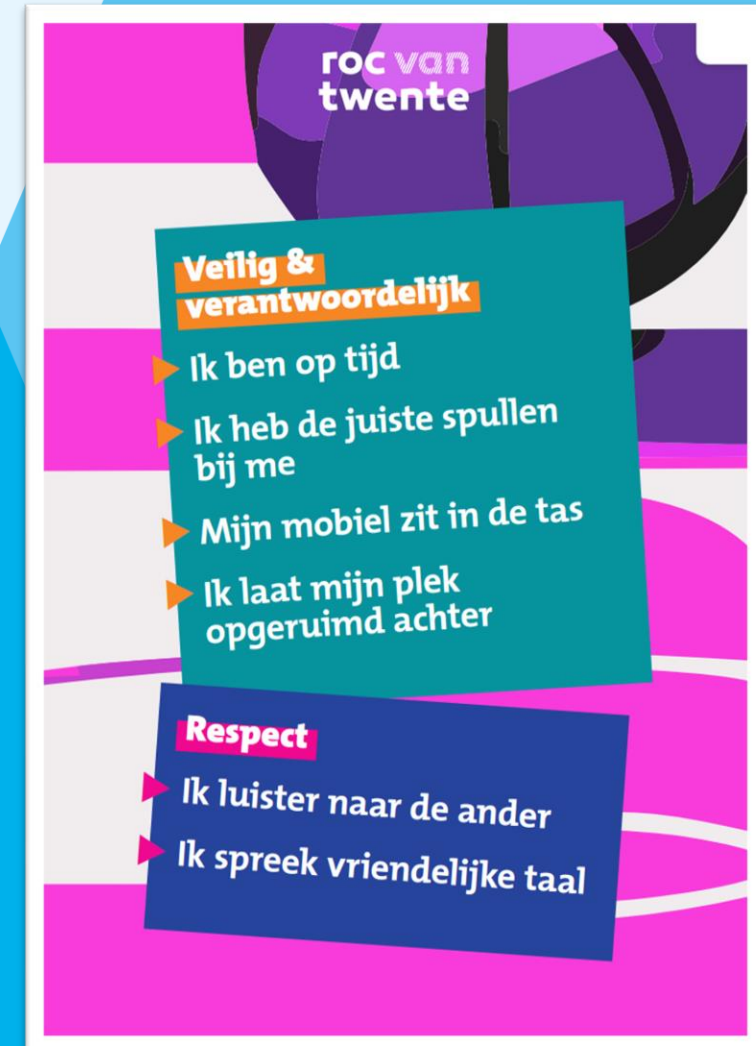 roc van
twente
Veilig &
verantwoordelijk
Ik ben op tijd
Ik heb de juiste spullen
bij me
Mijn mobiel zit in de tas
Ik laat mijn plek
opgeruimd achter
Respect
Ik luister naar de ander
Ik spreek vriendelijke taal